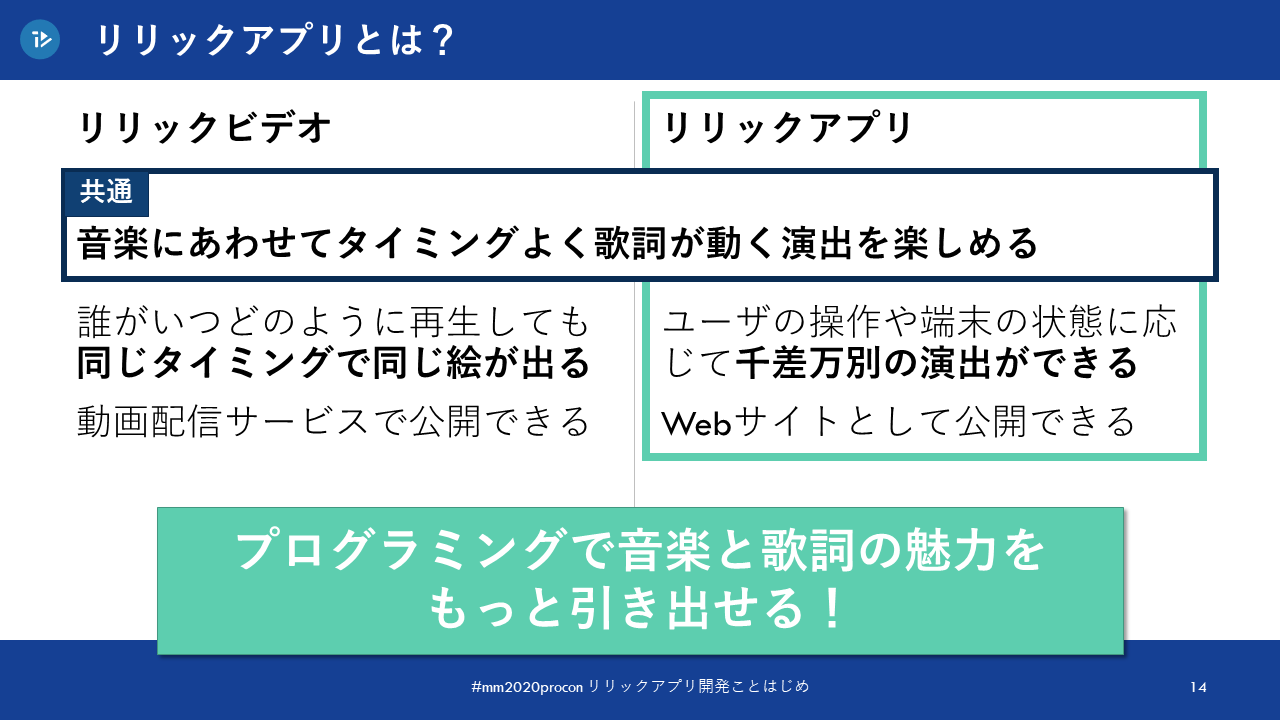 リリックアプリとは？
リリックビデオ
リリックアプリ
共通
音楽にあわせてタイミングよく歌詞が動く演出を楽しめる
誰がいつどのように再生しても
同じタイミングで同じ絵が出る
動画配信サービスで公開できる
ユーザの操作や端末の状態に応
じて千差万別の演出ができる
Webサイトとして公開できる
プログラミングで音楽と歌詞の魅力を
もっと引き出せる！
#mm2020procon リリックアプリ開発ことはじめ
14